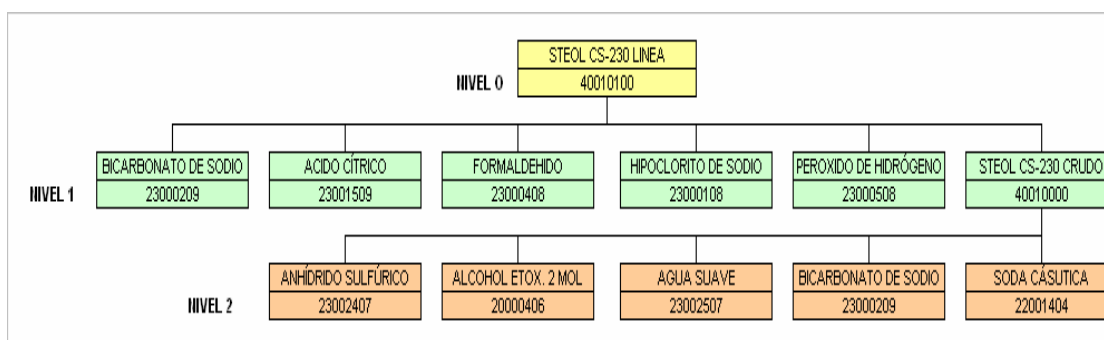 STEOL CS-230 LINEA
NIVEL 0
40010100
BICARBONATO DE SODIO
23000209
ACIDO CÍTRICO
23001509
FORMALDEHIDO
23000408
HIPOCLORITO DE SODIO
23000108
PEROXIDO DE HIDRÓGENO
23000508
STEOL CS-230 CRUDO
40010000
NIVEL 1
ANHÍDRIDO SULFÚRICO
23002407
ALCOHOL ETOX. 2 MOL
20000406
AGUA SUAVE
23002507
BICARBONATO DE SODIO
23000209
SODA CÁSUTICA
22001404
NIVEL 2